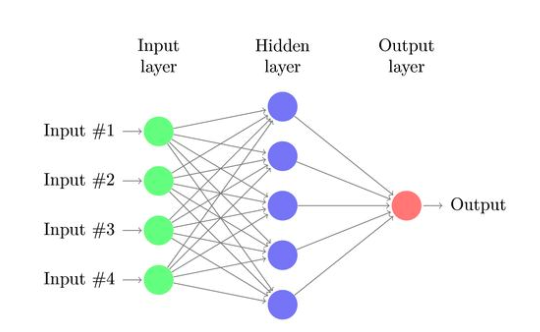 Input
layer
Hidden
layer
Output
layer
Input #1
Input #2
Input #3
Input #4
Output